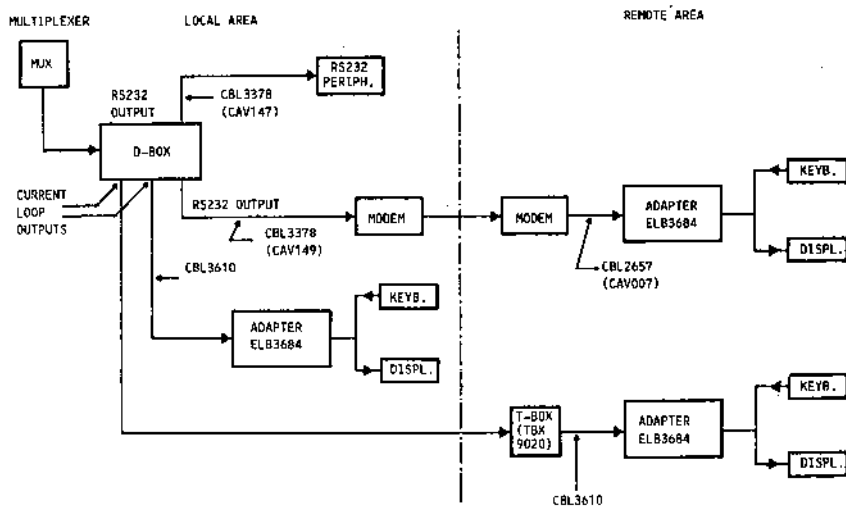 MULTIPLEXER
LOCAL AREA
REMOTE AREA
MUX
RS232
PERIPH.
RS232
OUTPUT
CBL3378
(CAV147)
D-BOX
CURRENT
LOOP
OUTPUTS
RS232 OUTPUT
MODEM
MODEM
ADAPTER
ELB3684
KEYB.
DISPL.
CBL3378
(CAV149)
CBL2657
(CAV007)
CBL3610
ADAPTER
ELB3684
KEYB.
DISPL.
T-BOX
(TBX
9020)
ADAPTER
ELB3684
KEYB.
DISPL.
CBL3610